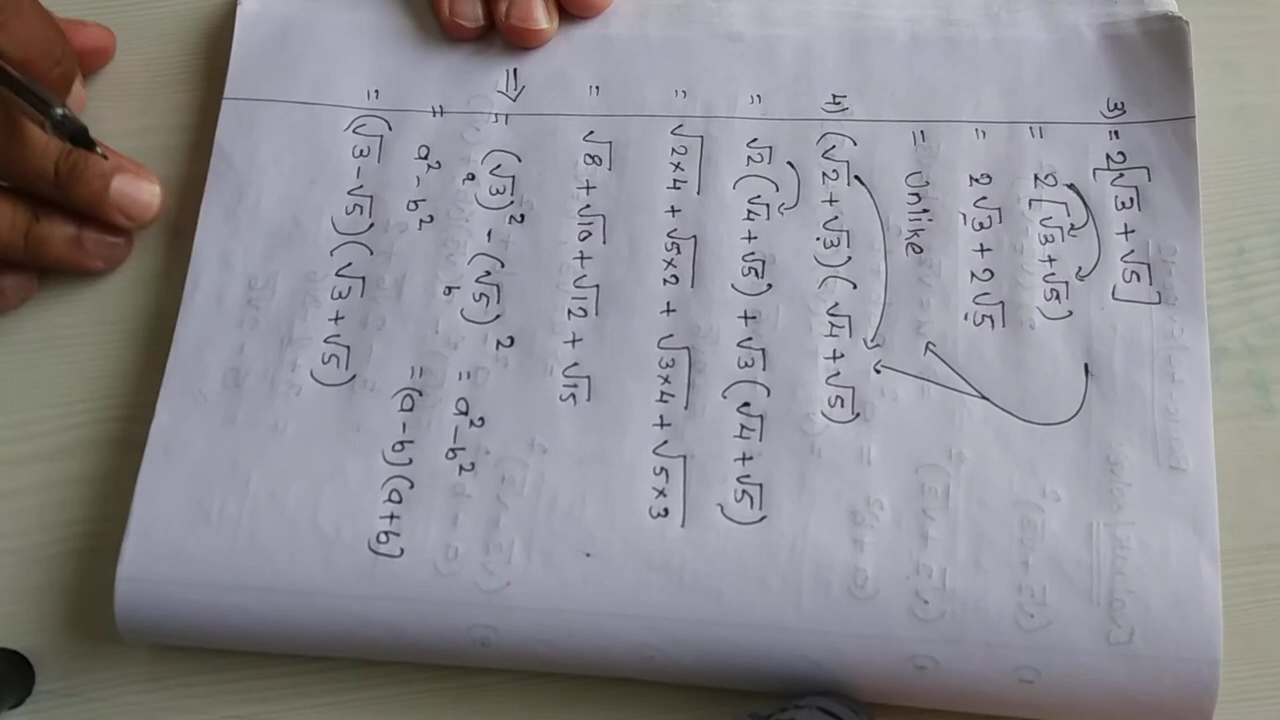 3) = 2[√3 + √5]
= 2[√3+√5)
= 2√3 + 2√5
= Unlike
4) (√2 + √3) (√4 + √5)
= √2 (√4 + √5) + √3 (√4 + √5)
= √2×4 + √5×2 + √3×4 + √5×3
= √8 + √10 + √12 + √15
⇒ = (√3)² - (√5)² = a² - b²
a b
= a² - b² = (a - b) (a + b)
= (√3 - √5) (√3 + √5)